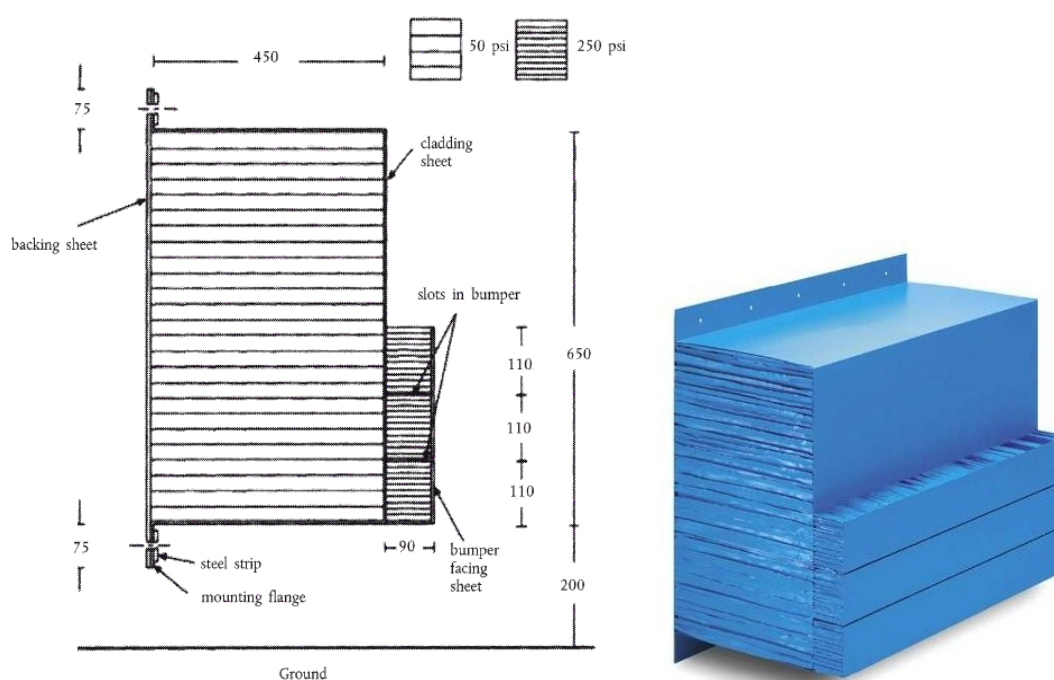 50 psi
250 psi
450
75
cladding
sheet
backing sheet
slots in bumper
110
650
110
110
75
90
steel strip
bumper
facing
sheet
mounting flange
200
Ground